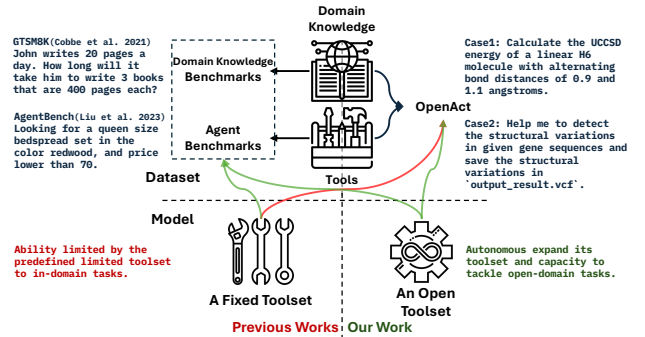 Domain
Knowledge
GTSM8K(Cobbe et al. 2021)
John writes 20 pages a
day. How long will it
take him to write 3 books
that are 400 pages each?
AgentBench(Liu et al. 2023)
Looking for a queen size
bedspread set in the
color redwood, and price
lower than 70.
Domain Knowledge
Benchmarks
Agent
Benchmarks
Tools
OpenAct
Case1: Calculate the UCCSD
energy of a linear H6
molecule with alternating
bond distances of 0.9 and
1.1 angstroms.
Case2: Help me to detect
the structural variations
in given gene sequences and
save the structural
variations in
`output_result.vcf`.
Dataset
Model
Ability limited by the
predefined limited toolset
to in-domain tasks.
A Fixed Toolset
An Open
Toolset
Autonomous expand its
toolset and capacity to
tackle open-domain tasks.
Previous Works
Our Work